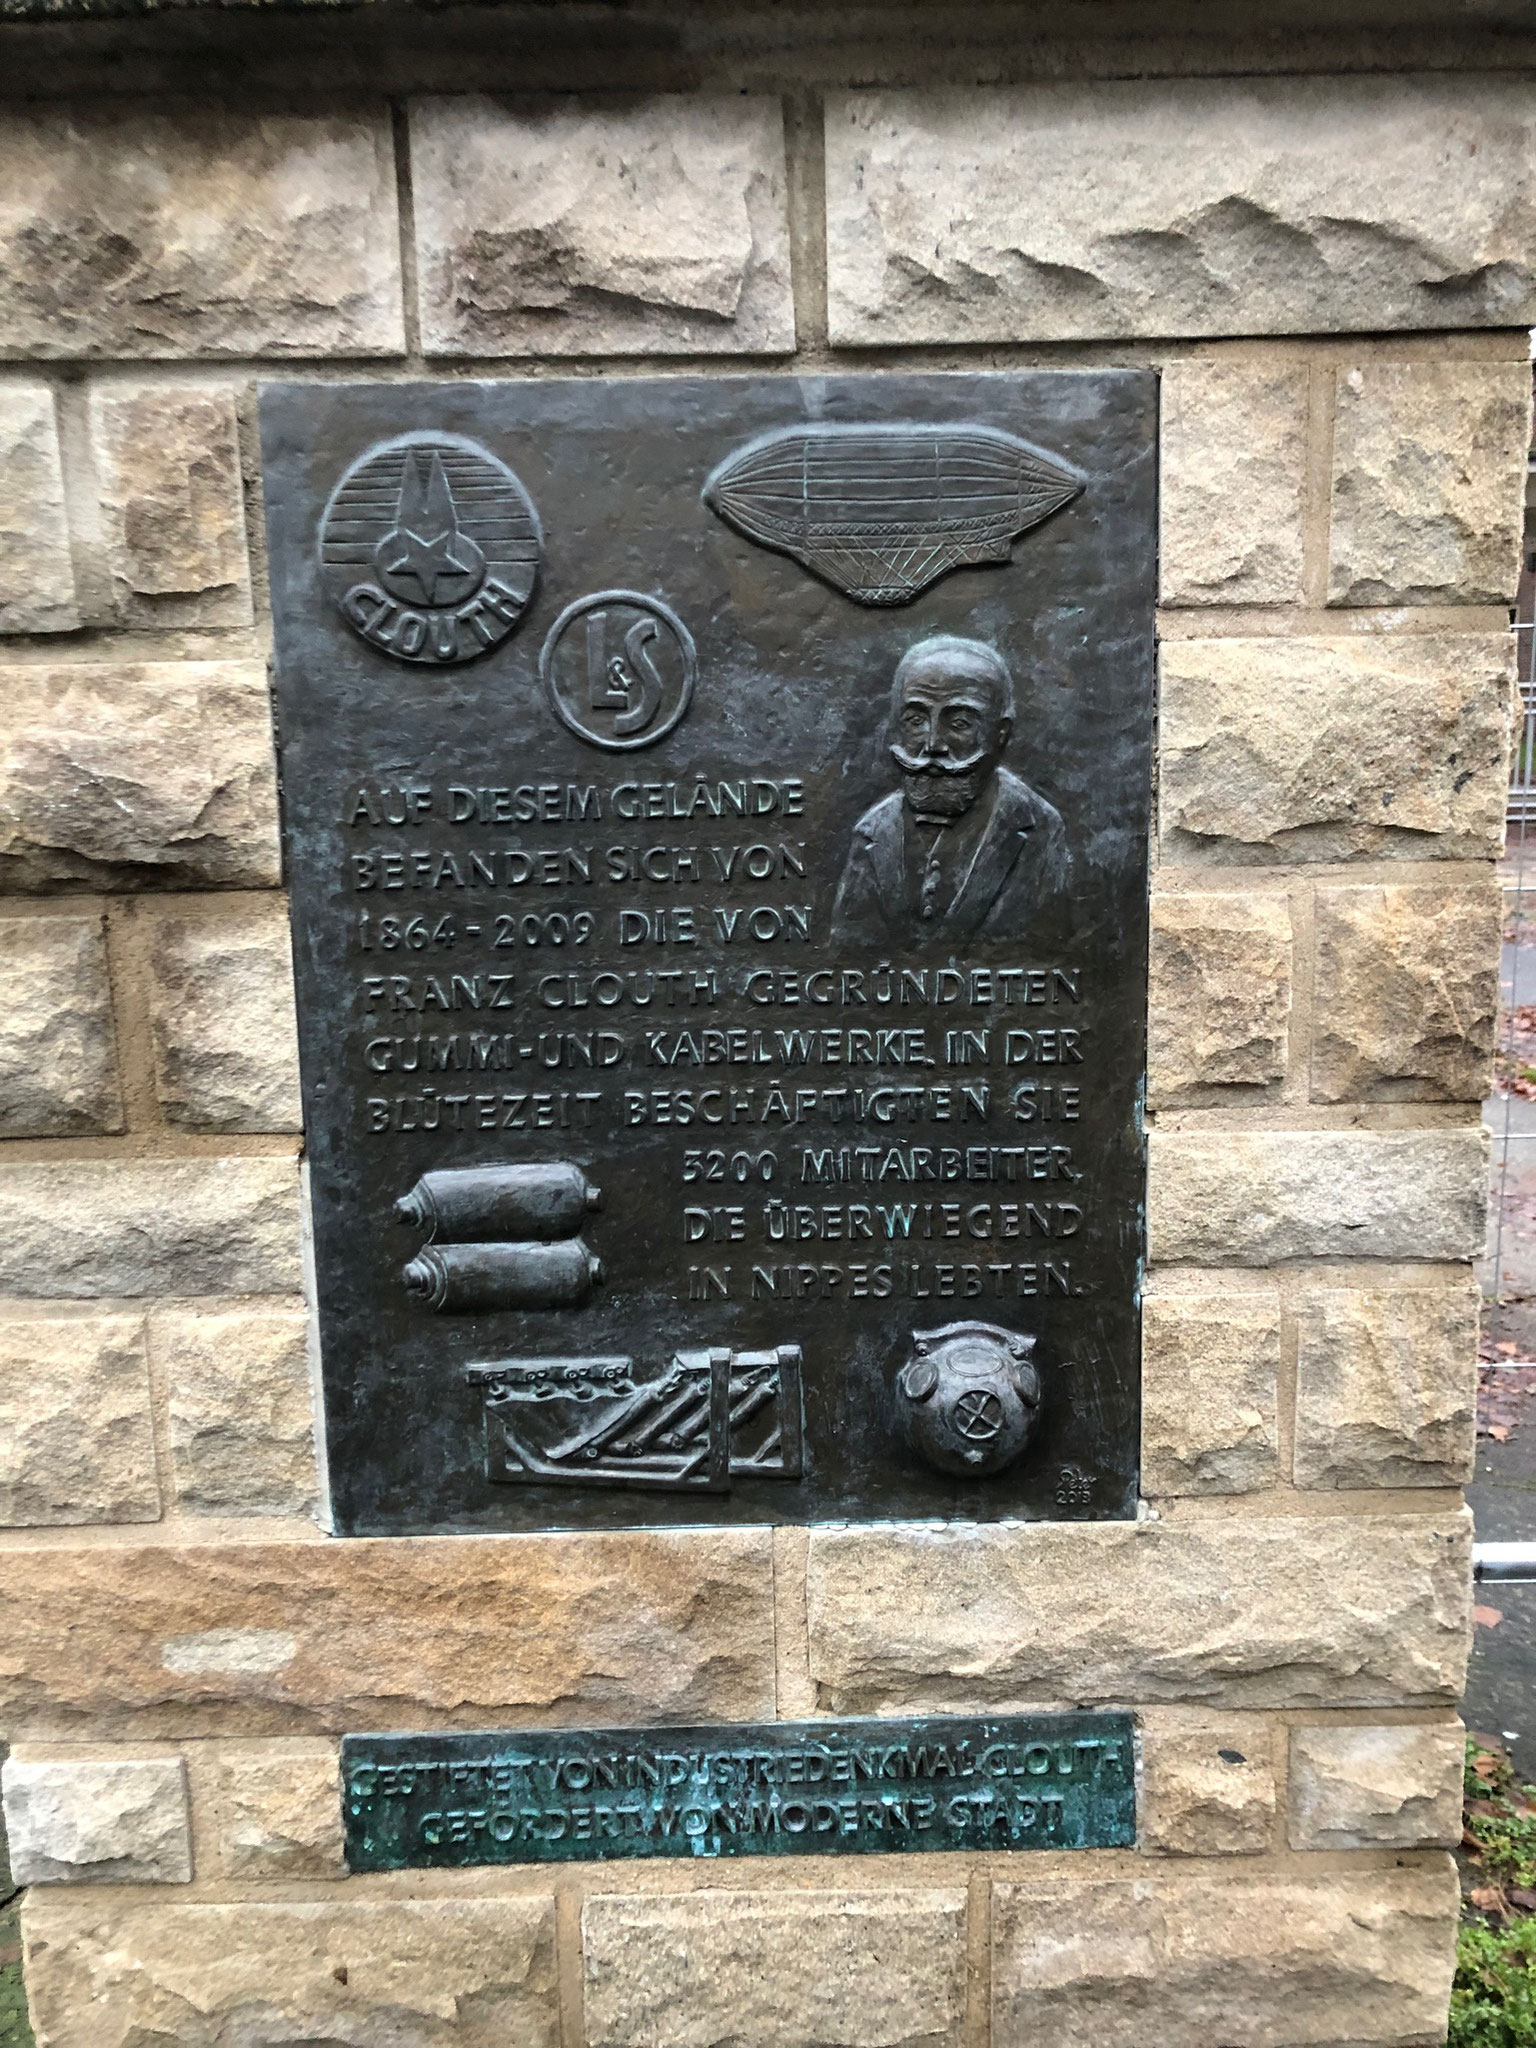 CLOUTH
L&S
AUF DIESEM GELÄNDE
BEFANDEN SICH VON
1864-2009 DIE VON
FRANZ CLOUTH GEGRÜNDETEN
GUMMI-UND KABELWERKE. IN DER
BLÜTEZEIT BESCHÄFTIGTEN SIE
3200 MITARBEITER.
DIE ÜBERWIEGEND
IN NIPPES LEBTEN.
Peter
2013
GESTIFTET VON INDUSTRIEDENKMAL CLOUTH
GEFÖRDERT VON MODERNE STADT